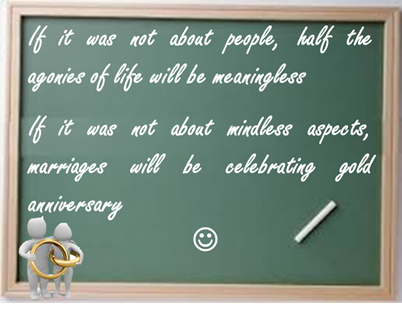 If it was not about people, half the
agonies of life will be meaningless
If it was not about mindless aspects,
marriages will be celebrating gold
anniversary